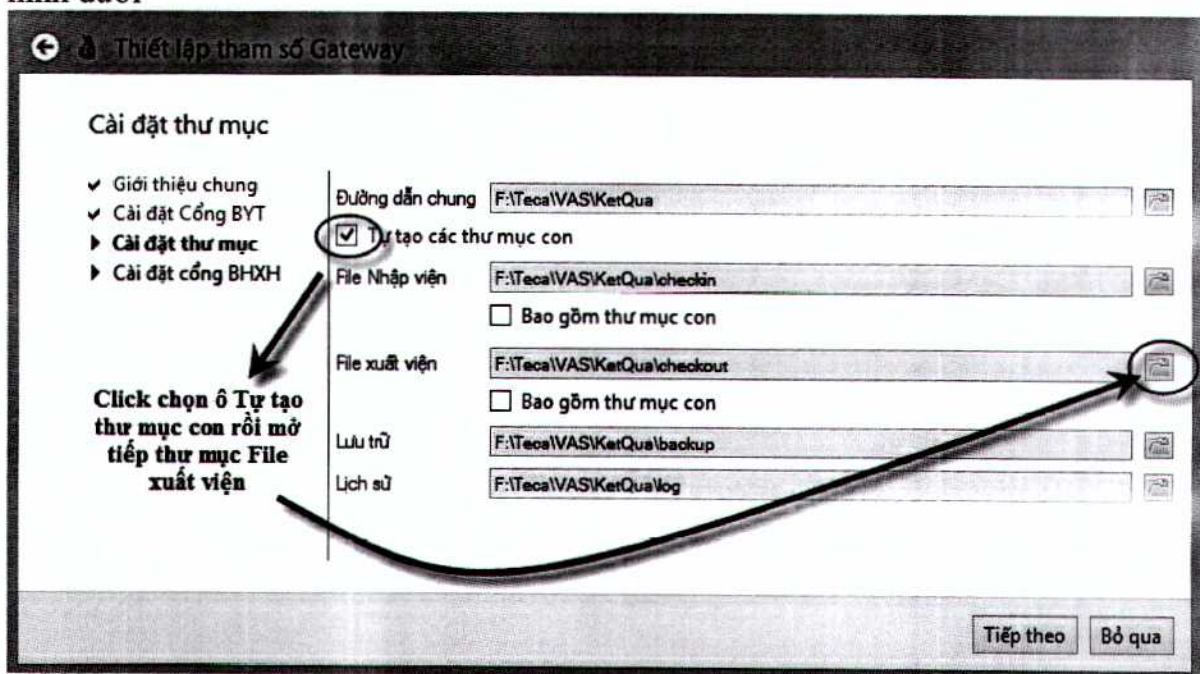 Thiết lập tham số Gateway
Cài đặt thư mục
Giới thiệu chung
Cài đặt Cổng BYT
Cài đặt thư mục
Cài đặt cổng BHXH
Đường dẫn chung F:\Teca\VAS\KetQua
Tự tạo các thư mục con
File Nhập viện F:\Teca\VAS\KetQua\checkin
Bao gồm thư mục con
File xuất viện F:\Teca\VAS\KetQua\checkout
Bao gồm thư mục con
Lưu trữ F:\Teca\VAS\KetQua\backup
Lịch sử F:\Teca\VAS\KetQua\log
Click chọn ô Tự tạo
thư mục con rồi mở
tiếp thư mục File
xuất viện
Tiếp theo Bỏ qua